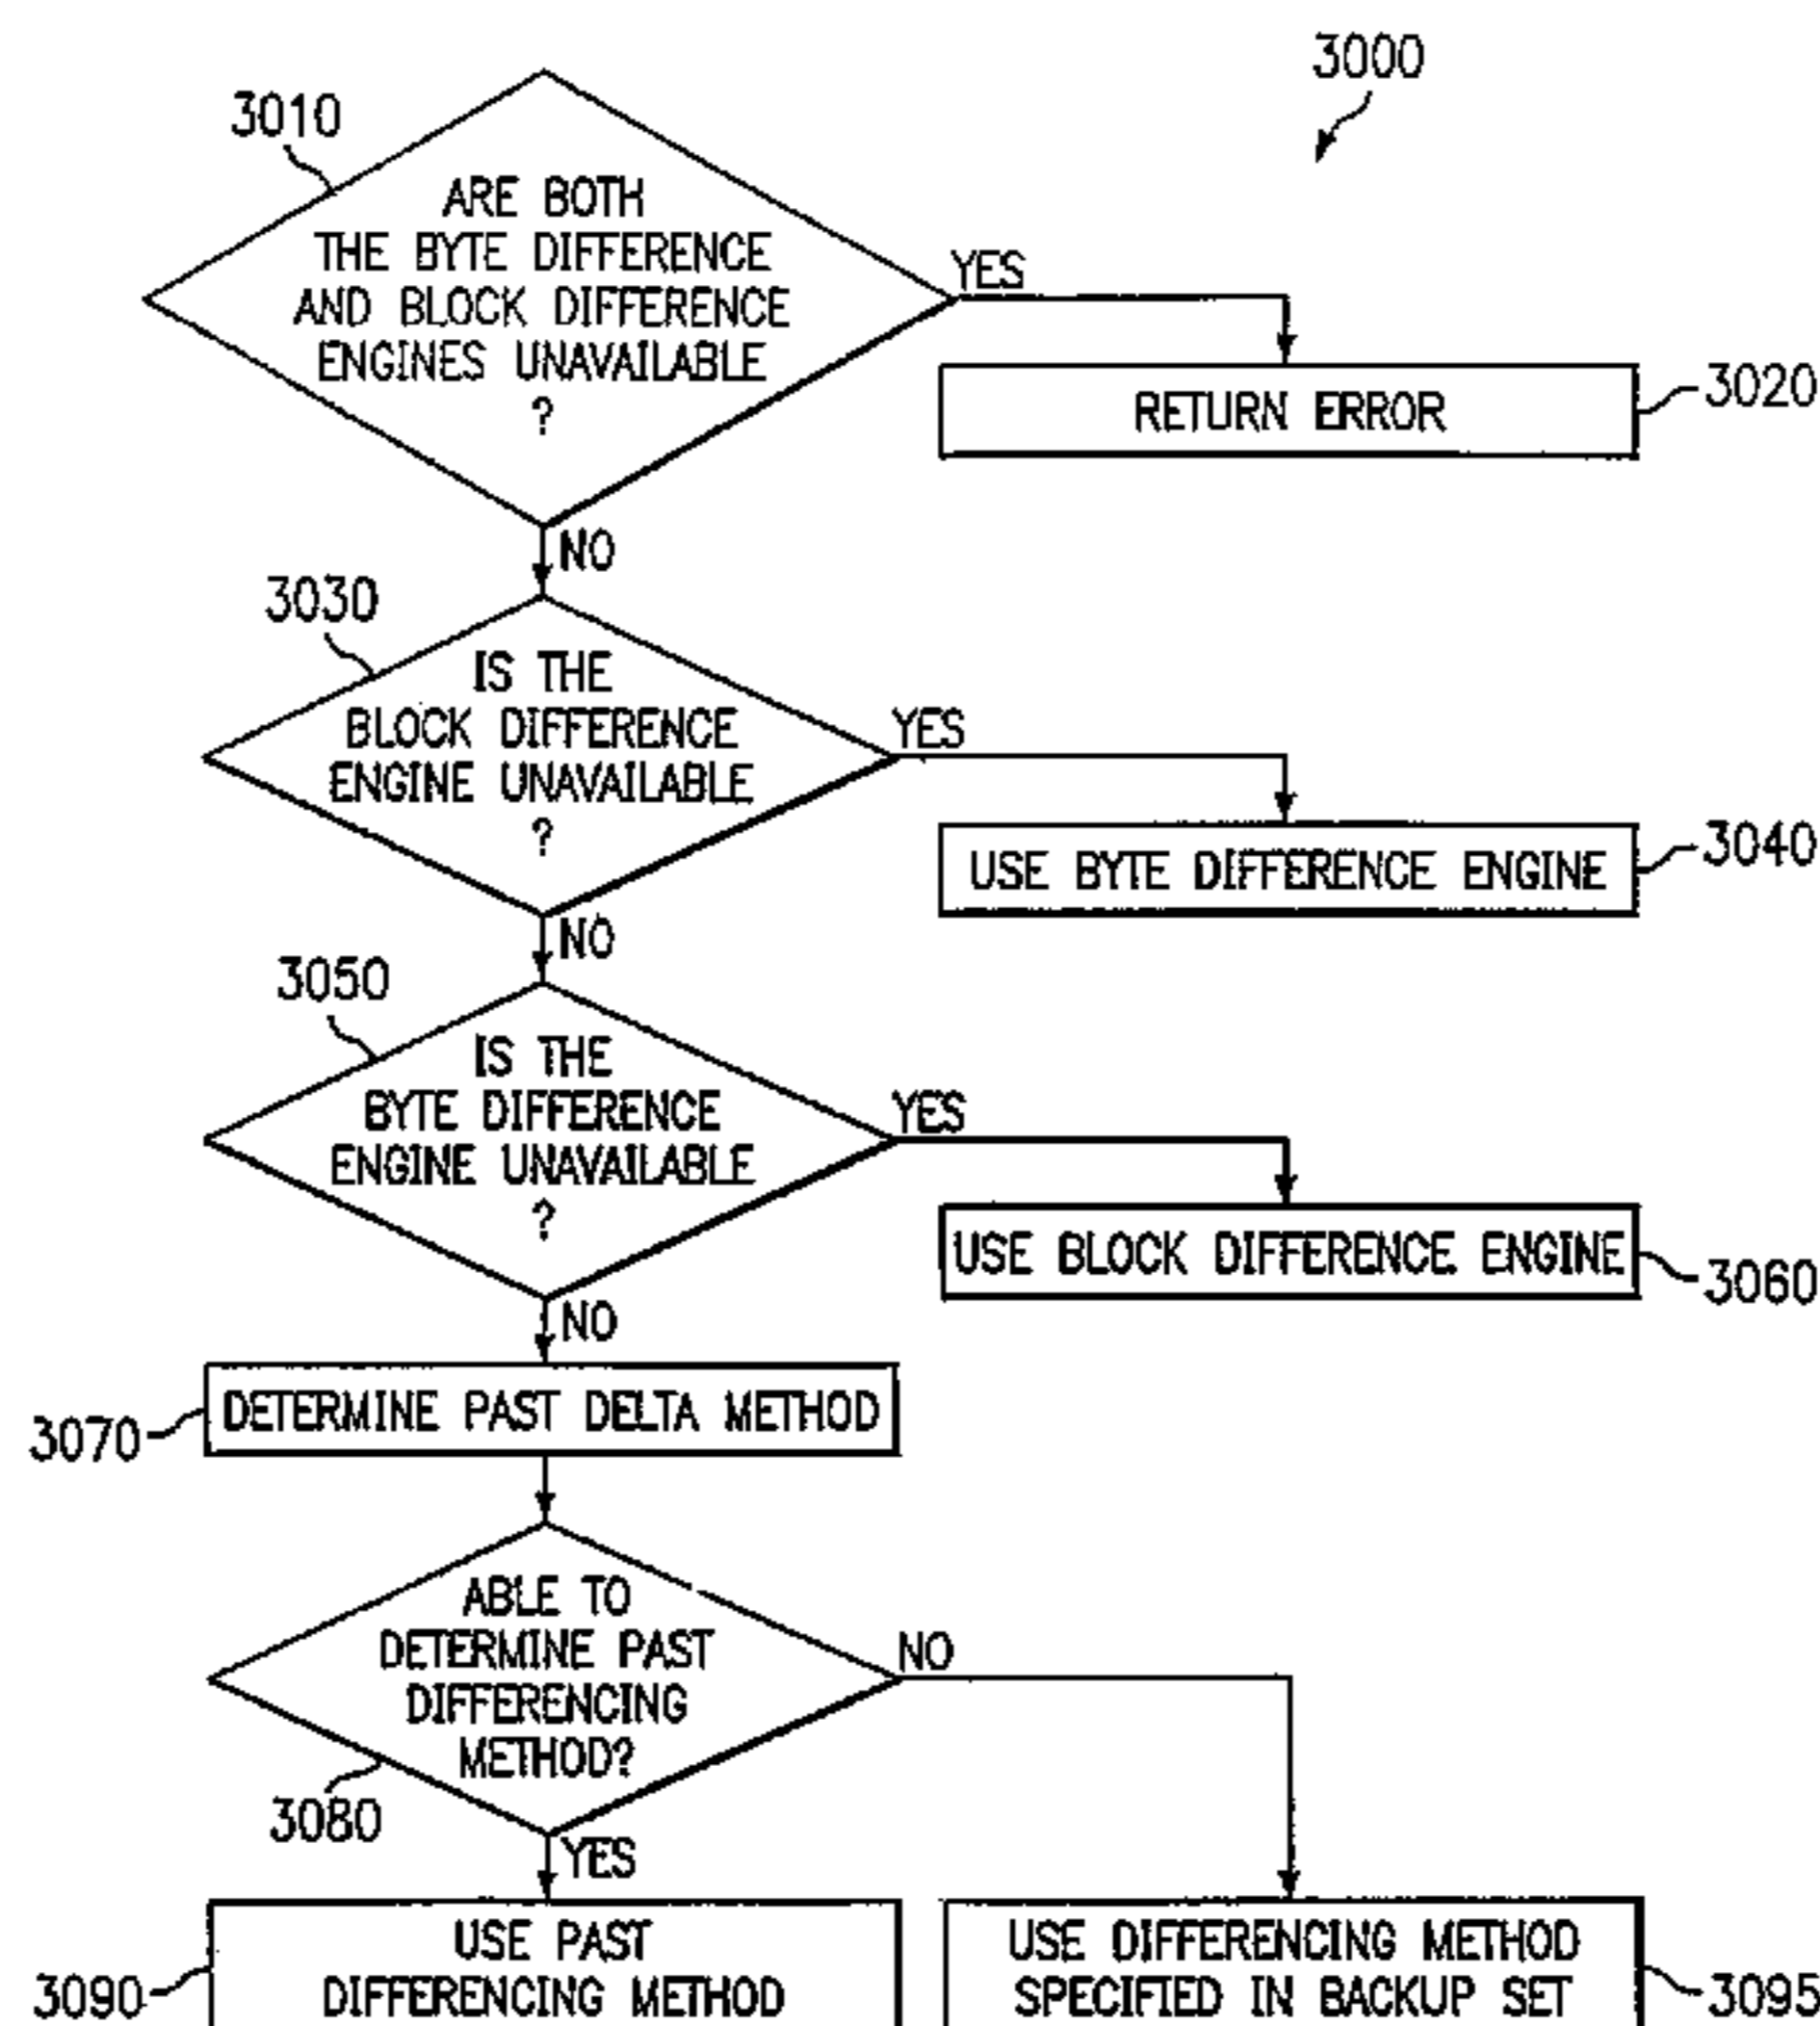 3000
3010
ARE BOTH
THE BYTE DIFFERENCE
AND BLOCK DIFFERENCE
ENGINES UNAVAILABLE
?
YES
RETURN ERROR
3020
NO
3030
IS THE
BLOCK DIFFERENCE
ENGINE UNAVAILABLE
?
YES
USE BYTE DIFFERENCE ENGINE
3040
NO
3050
IS THE
BYTE DIFFERENCE
ENGINE UNAVAILABLE
?
YES
USE BLOCK DIFFERENCE ENGINE
3060
NO
DETERMINE PAST DELTA METHOD
3070
ABLE TO
DETERMINE PAST
DIFFERENCING
METHOD?
NO
3080
YES
USE PAST
DIFFERENCING METHOD
3090
USE DIFFERENCING METHOD
SPECIFIED IN BACKUP SET
3095